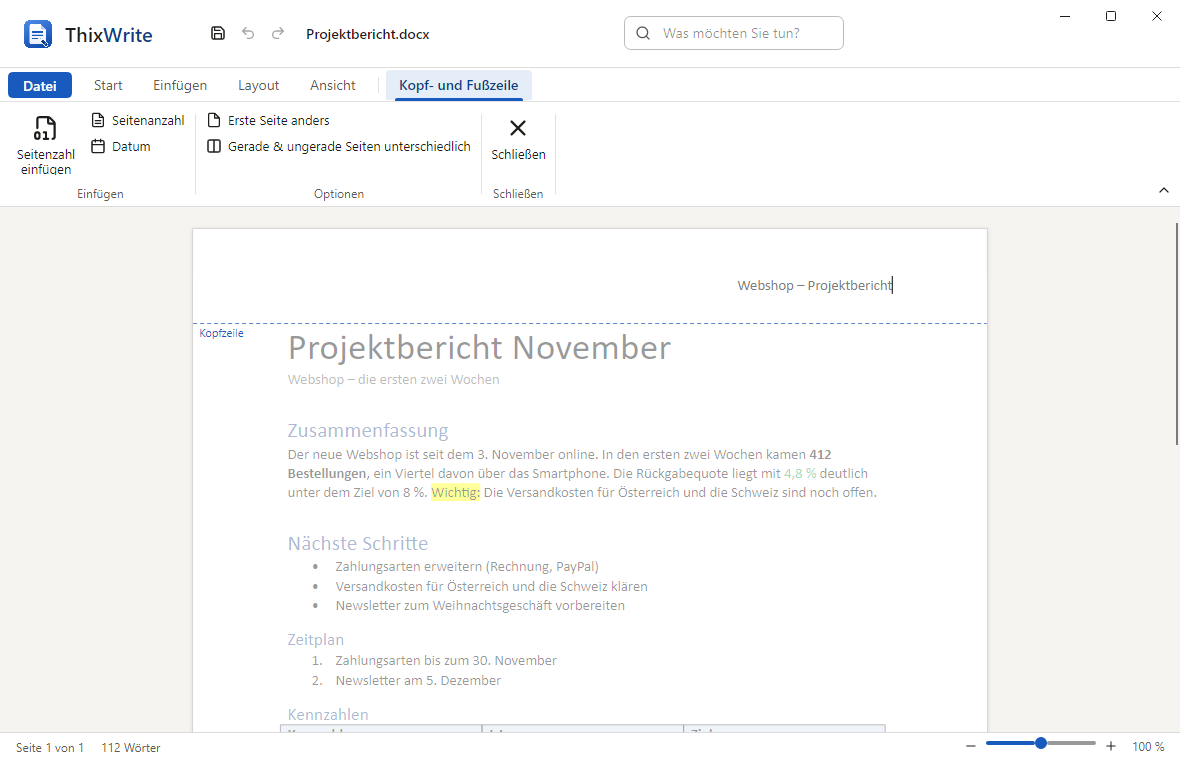 ThixWrite
Projektbericht.docx
Was möchten Sie tun?
Datei
Start
Einfügen
Layout
Ansicht
Kopf- und Fußzeile
Seitenzahl
einfügen
Seitenanzahl
Datum
Einfügen
Erste Seite anders
Gerade & ungerade Seiten unterschiedlich
Optionen
Schließen
Schließen
Webshop – Projektbericht
Kopfzeile
Projektbericht November
Webshop – die ersten zwei Wochen
Zusammenfassung
Der neue Webshop ist seit dem 3. November online. In den ersten zwei Wochen kamen 412
Bestellungen, ein Viertel davon über das Smartphone. Die Rückgabequote liegt mit 4,8 % deutlich
unter dem Ziel von 8 %. Wichtig: Die Versandkosten für Österreich und die Schweiz sind noch offen.
Nächste Schritte
• Zahlungsarten erweitern (Rechnung, PayPal)
• Versandkosten für Österreich und die Schweiz klären
• Newsletter zum Weihnachtsgeschäft vorbereiten
Zeitplan
1. Zahlungsarten bis zum 30. November
2. Newsletter am 5. Dezember
Kennzahlen
Seite 1 von 1
112 Wörter
100 %